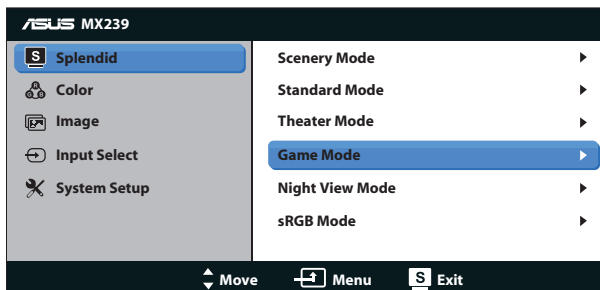 ASUS MX239
S Splendid
Color
Image
Input Select
System Setup
Scenery Mode
Standard Mode
Theater Mode
Game Mode
Night View Mode
sRGB Mode
Move Menu S Exit